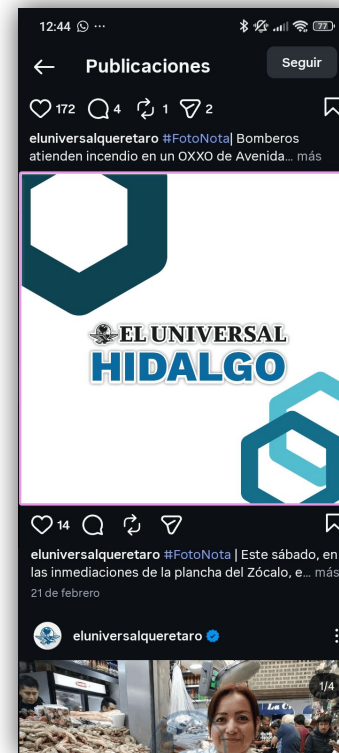 12:44
77
Publicaciones
Seguir
172 4 1 2
eluniversalqueretaro #FotoNota| Bomberos
atienden incendio en un OXXO de Avenida... más
EL UNIVERSAL
HIDALGO
14
eluniversalqueretaro #FotoNota | Este sábado, en
las inmediaciones de la plancha del Zócalo, e... más
21 de febrero
eluniversalqueretaro
1/4